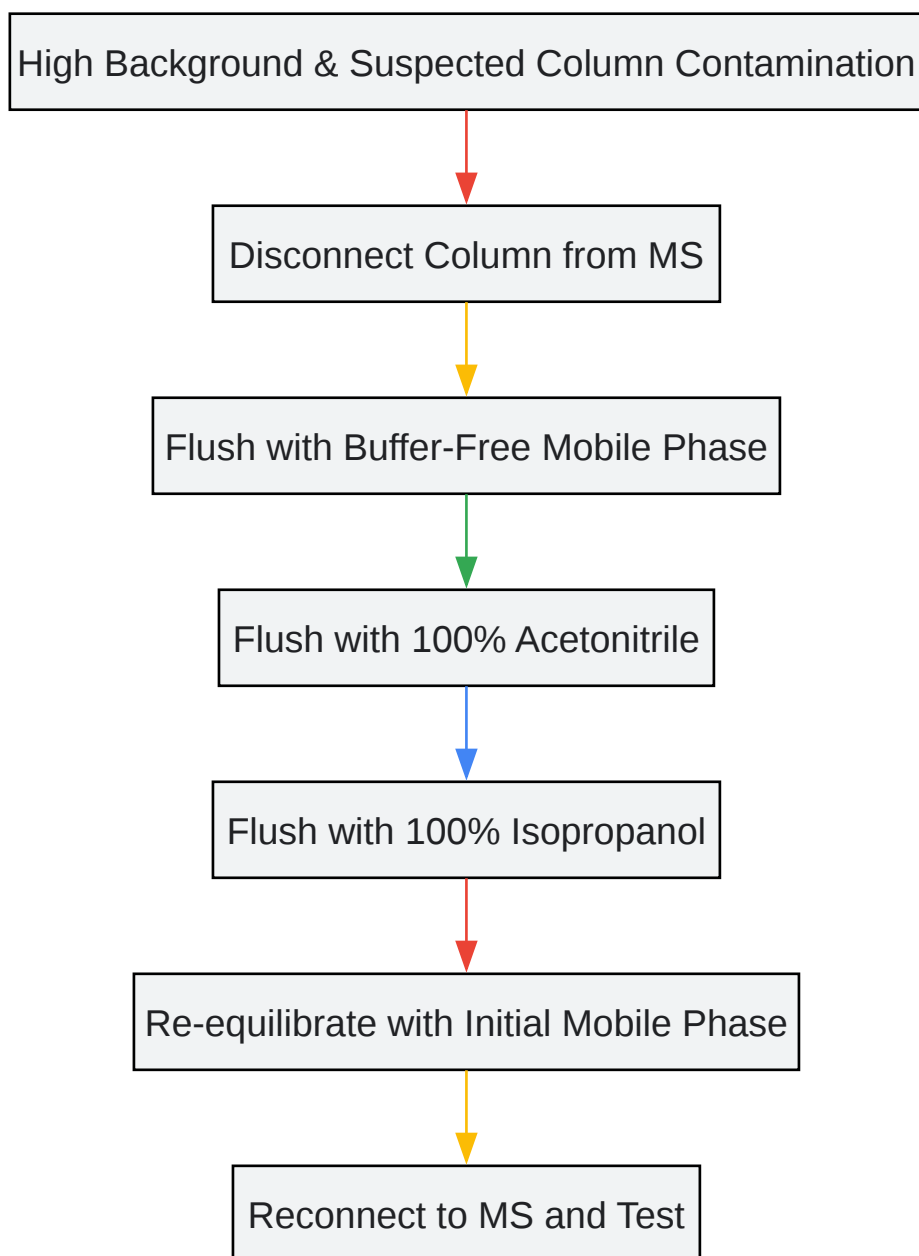 High Background & Suspected Column Contamination
Disconnect Column from MS
Flush with Buffer-Free Mobile Phase
Flush with 100% Acetonitrile
Flush with 100% Isopropanol
Re-equilibrate with Initial Mobile Phase
Reconnect to MS and Test